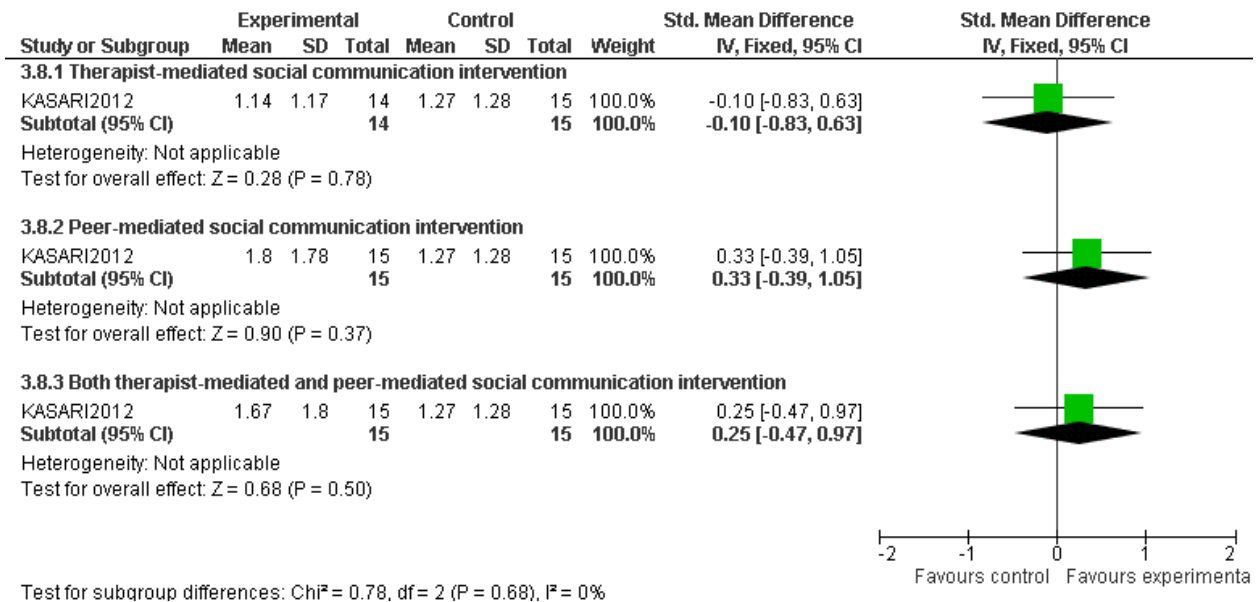 Experimental Control Std. Mean Difference Std. Mean Difference
Study or Subgroup Mean SD Total Mean SD Total Weight IV, Fixed, 95% CI IV, Fixed, 95% CI
3.8.1 Therapist-mediated social communication intervention
KASARI2012 1.14 1.17 14 1.27 1.28 15 100.0% -0.10 [-0.83, 0.63]
Subtotal (95% CI) 14 15 100.0% -0.10 [-0.83, 0.63]
Heterogeneity: Not applicable
Test for overall effect: Z = 0.28 (P = 0.78)
3.8.2 Peer-mediated social communication intervention
KASARI2012 1.8 1.78 15 1.27 1.28 15 100.0% 0.33 [-0.39, 1.05]
Subtotal (95% CI) 15 15 100.0% 0.33 [-0.39, 1.05]
Heterogeneity: Not applicable
Test for overall effect: Z = 0.90 (P = 0.37)
3.8.3 Both therapist-mediated and peer-mediated social communication intervention
KASARI2012 1.67 1.8 15 1.27 1.28 15 100.0% 0.25 [-0.47, 0.97]
Subtotal (95% CI) 15 15 100.0% 0.25 [-0.47, 0.97]
Heterogeneity: Not applicable
Test for overall effect: Z = 0.68 (P = 0.50)
-2 -1 0 1 2
Favours control Favours experimenta
Test for subgroup differences: Chi² = 0.78, df = 2 (P = 0.68), I² = 0%